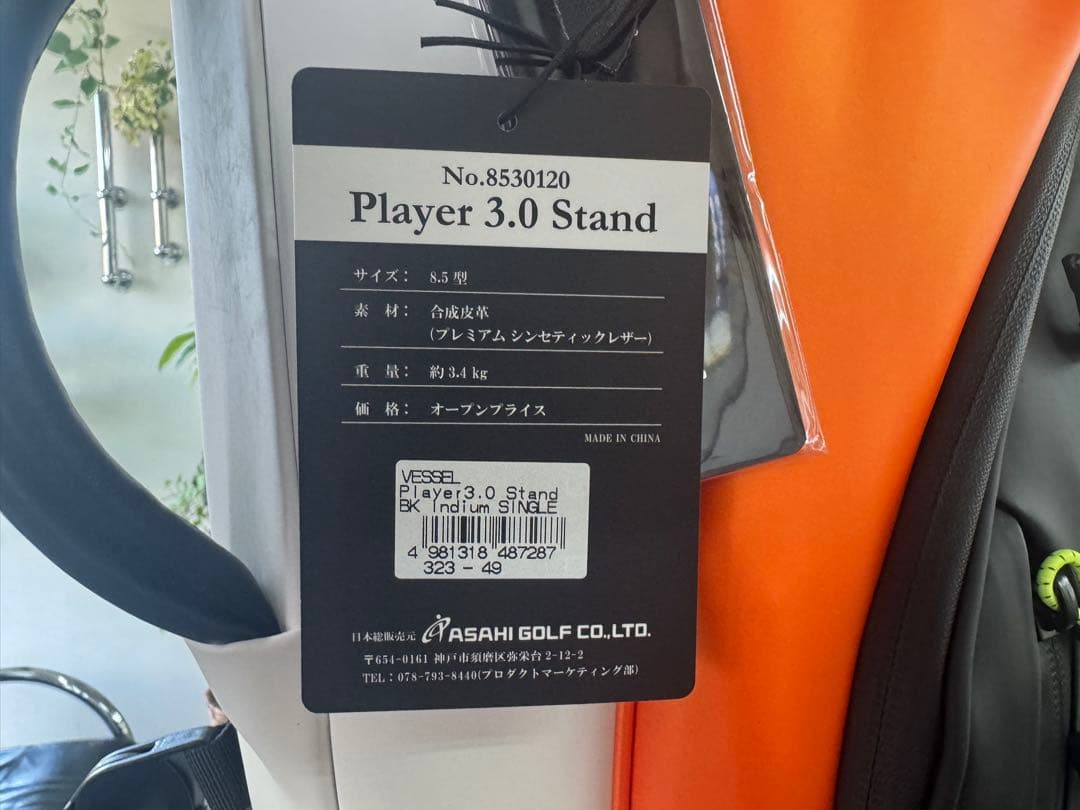 No.8530120
Player 3.0 Stand
サイズ： 8.5 型
素 材： 合成皮革
(プレミアム シンセティックレザー)
重 量： 約3.4 kg
価 格： オープンプライス
MADE IN CHINA
VESSEL
Player3.0 Stand
BK Indium SINGLE
4 981318 487287
323 - 49
日本総販売元 ASAHI GOLF CO.,LTD.
〒654-0161 神戸市須磨区弥栄台 2-12-2
TEL：078-793-8440(プロダクトマーケティング部)